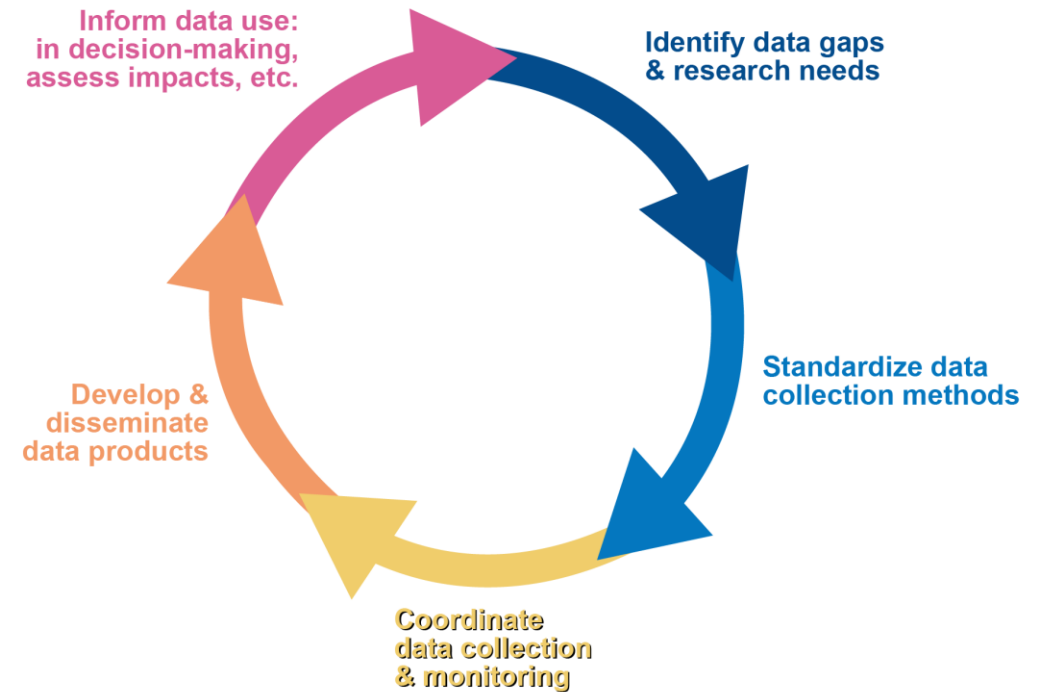 Inform data use:
in decision-making,
assess impacts, etc.
Identify data gaps
& research needs
Standardize data
collection methods
Coordinate
data collection
& monitoring
Develop &
disseminate
data products